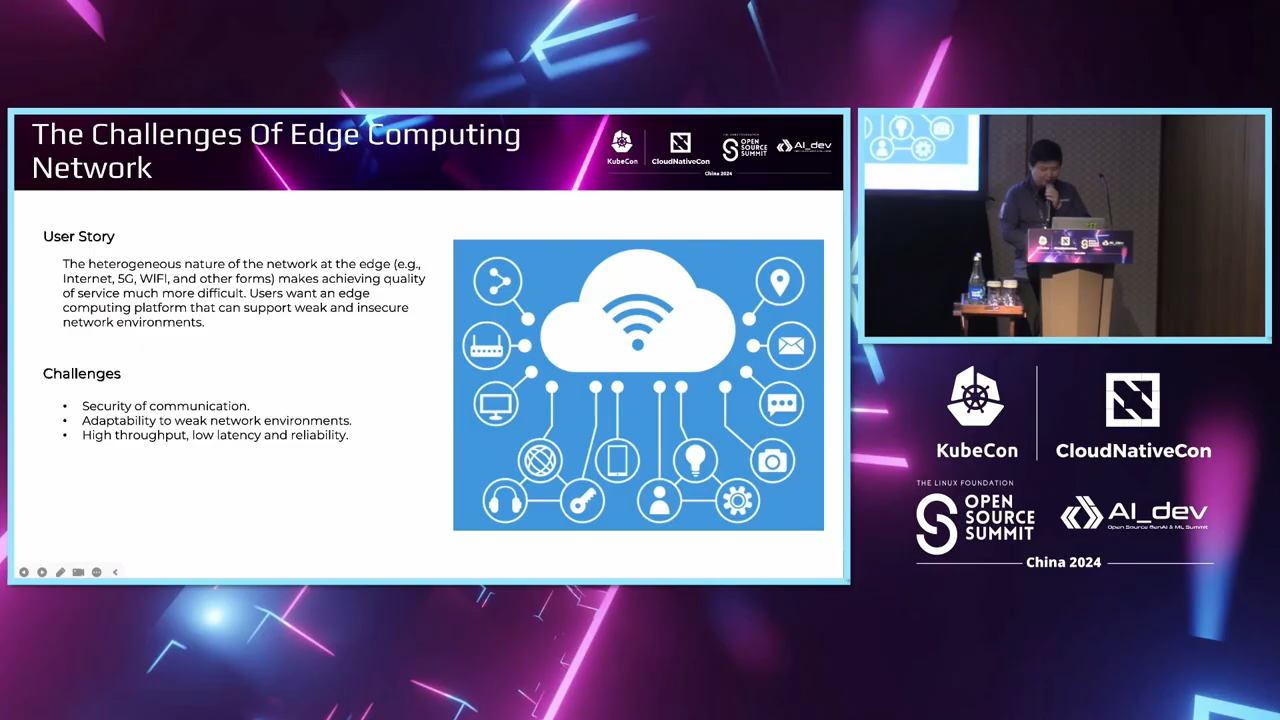 The Challenges Of Edge Computing
Network
KubeCon
CloudNativeCon
OPEN
SOURCE
SUMMIT
AI_dev
China 2024
User Story
The heterogeneous nature of the network at the edge (e.g.,
Internet, 5G, WIFI, and other forms) makes achieving quality
of service much more difficult. Users want an edge
computing platform that can support weak and insecure
network environments.
Challenges
• Security of communication.
• Adaptability to weak network environments.
• High throughput, low latency and reliability.
KubeCon
CloudNativeCon
THE LINUX FOUNDATION
OPEN
SOURCE
SUMMIT
AI_dev
Open Source GenAI & ML Summit
China 2024